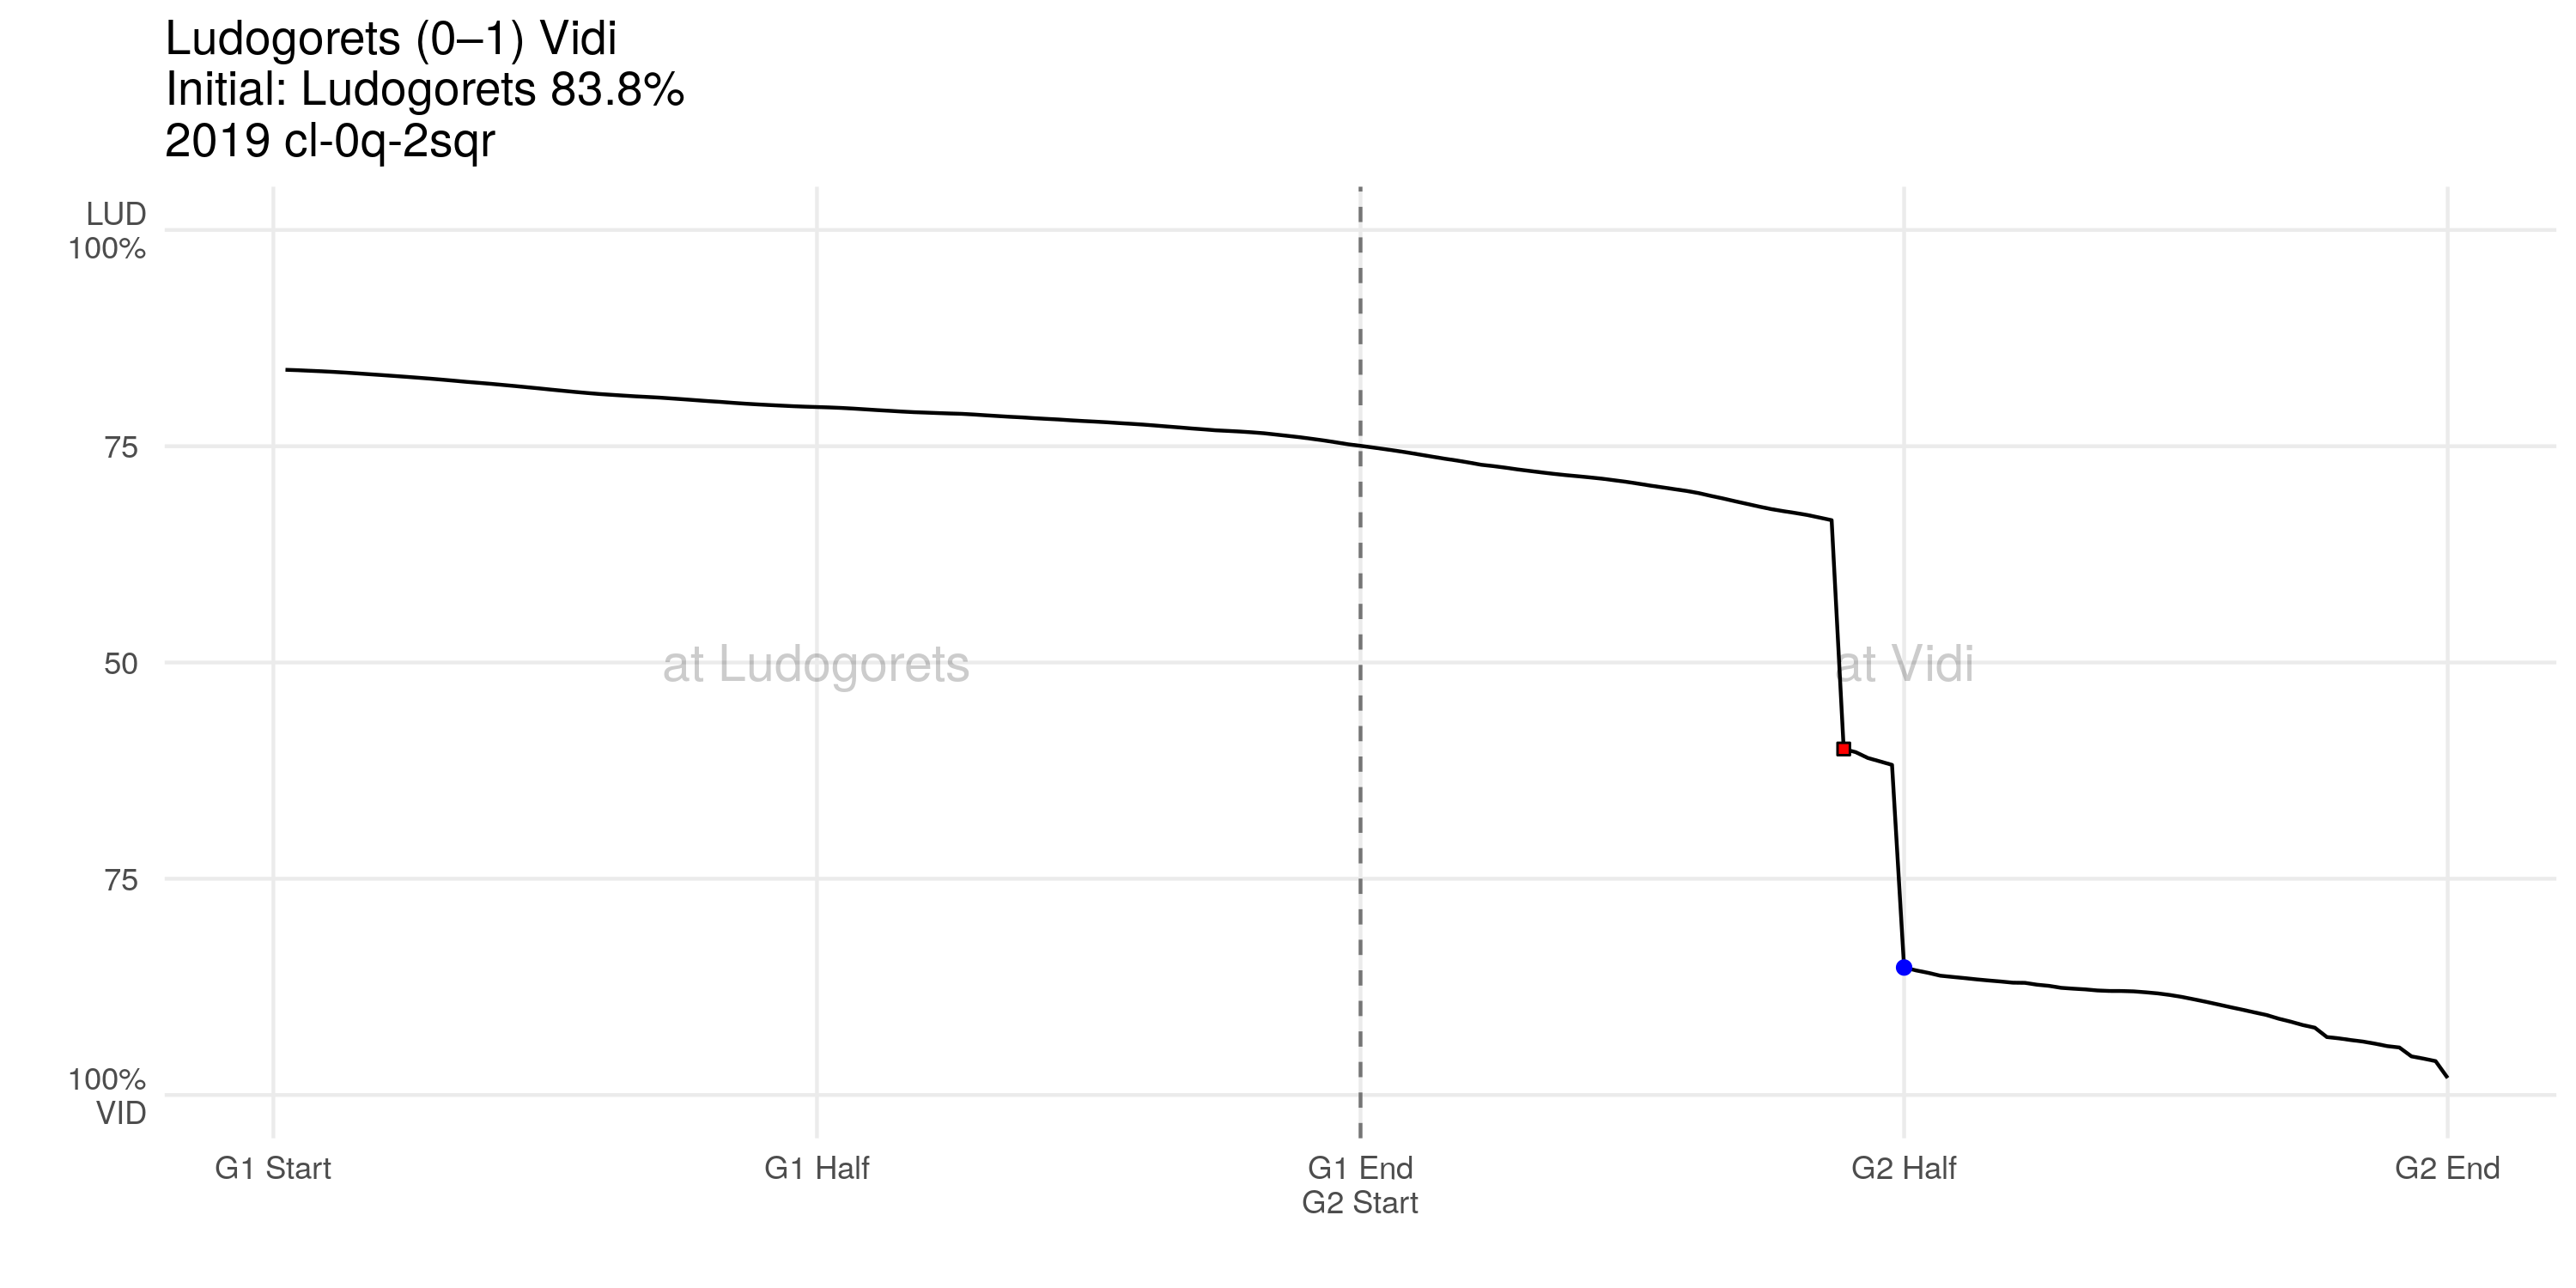 Ludogorets (0–1) Vidi
Initial: Ludogorets 83.8%
2019 cl-0q-2sqr
LUD
100%
75
50
75
100%
VID
at Ludogorets
at Vidi
G1 Start
G1 Half
G1 End
G2 Start
G2 Half
G2 End